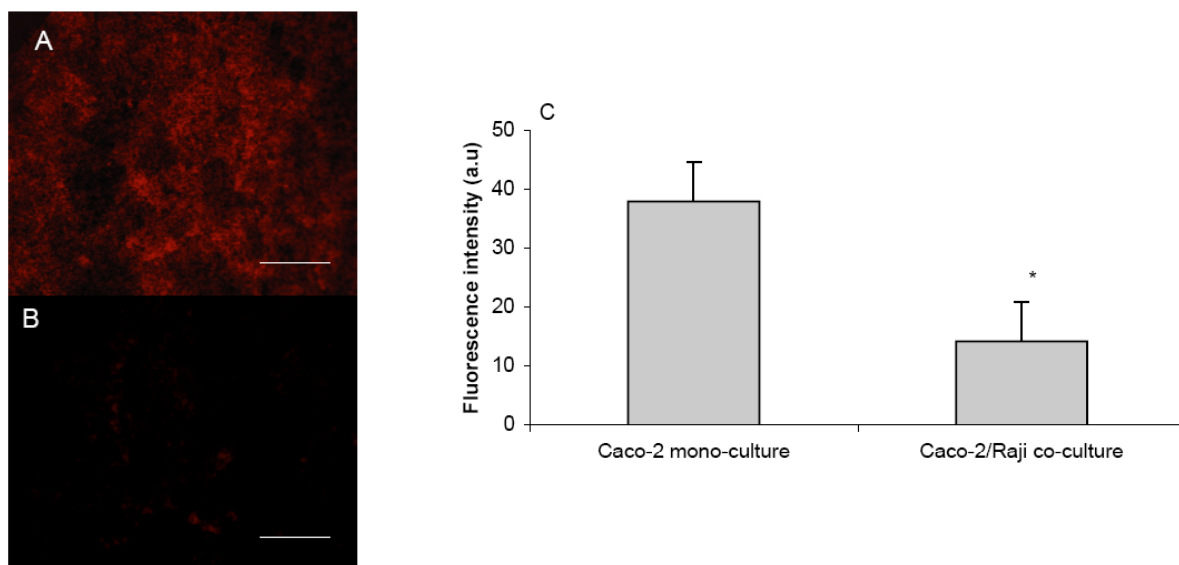 A
B
C
Fluorescence intensity (a.u)
50
40
30
20
10
0
*
Caco-2 mono-culture
Caco-2/Raji co-culture